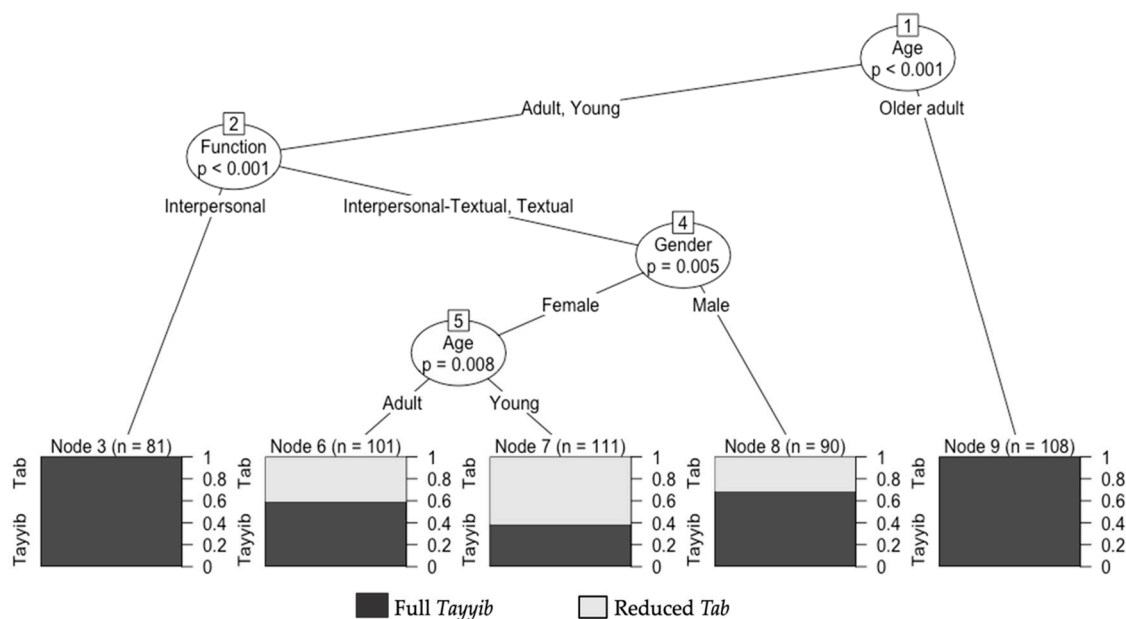 1
Age
p < 0.001
Adult, Young
Older adult
2
Function
p < 0.001
Interpersonal
Interpersonal-Textual, Textual
4
Gender
p = 0.005
Female
Male
5
Age
p = 0.008
Adult
Young
Node 3 (n = 81)
Tab
Tayyib
1
0.8
0.6
0.4
0.2
0
Node 6 (n = 101)
Tab
Tayyib
1
0.8
0.6
0.4
0.2
0
Node 7 (n = 111)
Tab
Tayyib
1
0.8
0.6
0.4
0.2
0
Node 8 (n = 90)
Tab
Tayyib
1
0.8
0.6
0.4
0.2
0
Node 9 (n = 108)
Tab
Tayyib
1
0.8
0.6
0.4
0.2
0
Full Tayyib
Reduced Tab